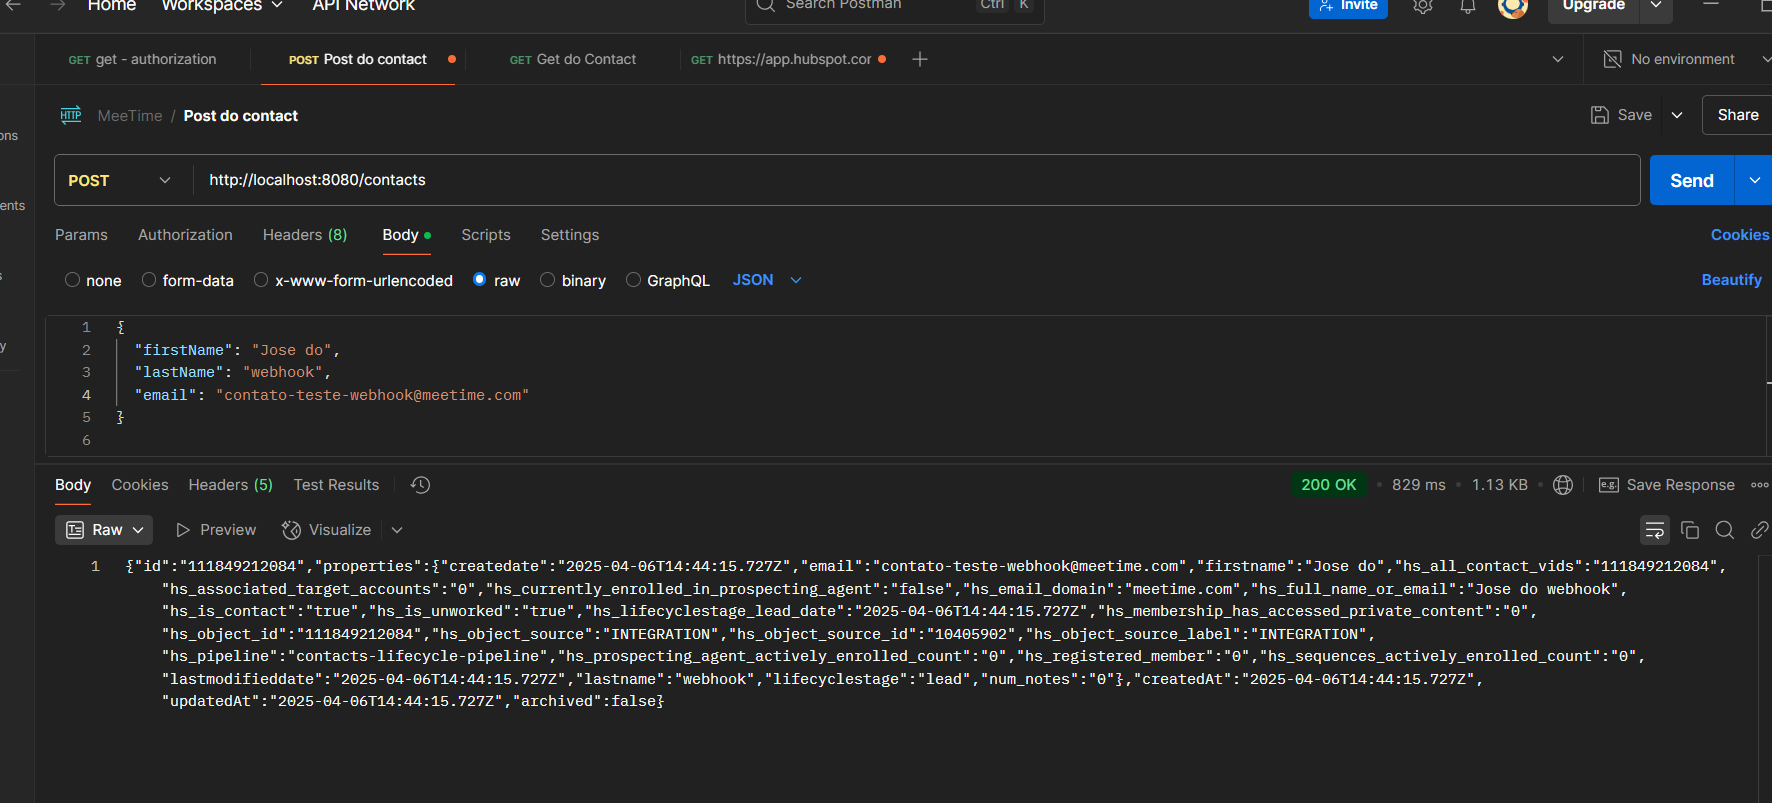 Home Workspaces API Network Search Postman Ctrl K Invite Upgrade
GET get - authorization POST Post do contact GET Get do Contact GET https://app.hubspot.cor No environment
HTTP MeeTime / Post do contact Save Share
ons
POST http://localhost:8080/contacts Send
ents
Params Authorization Headers (8) Body Scripts Settings Cookies
none form-data x-www-form-urlencoded raw binary GraphQL JSON Beautify
1 {
2 "firstName": "Jose do",
y
3 "lastName": "webhook",
4 "email": "contato-teste-webhook@meetime.com"
5 }
6
Body Cookies Headers (5) Test Results 200 OK 829 ms 1.13 KB e.g. Save Response
Raw Preview Visualize
1 {"id":"111849212084","properties":{"createdate":"2025-04-06T14:44:15.727Z","email":"contato-teste-webhook@meetime.com","firstname":"Jose do","hs_all_contact_vids":"111849212084",
"hs_associated_target_accounts":"0","hs_currently_enrolled_in_prospecting_agent":"false","hs_email_domain":"meetime.com","hs_full_name_or_email":"Jose do webhook",
"hs_is_contact":"true","hs_is_unworked":"true","hs_lifecyclestage_lead_date":"2025-04-06T14:44:15.727Z","hs_membership_has_accessed_private_content":"0",
"hs_object_id":"111849212084","hs_object_source":"INTEGRATION","hs_object_source_id":"10405902","hs_object_source_label":"INTEGRATION",
"hs_pipeline":"contacts-lifecycle-pipeline","hs_prospecting_agent_actively_enrolled_count":"0","hs_registered_member":"0","hs_sequences_actively_enrolled_count":"0",
"lastmodifieddate":"2025-04-06T14:44:15.727Z","lastname":"webhook","lifecyclestage":"lead","num_notes":"0"},"createdAt":"2025-04-06T14:44:15.727Z",
"updatedAt":"2025-04-06T14:44:15.727Z","archived":false}